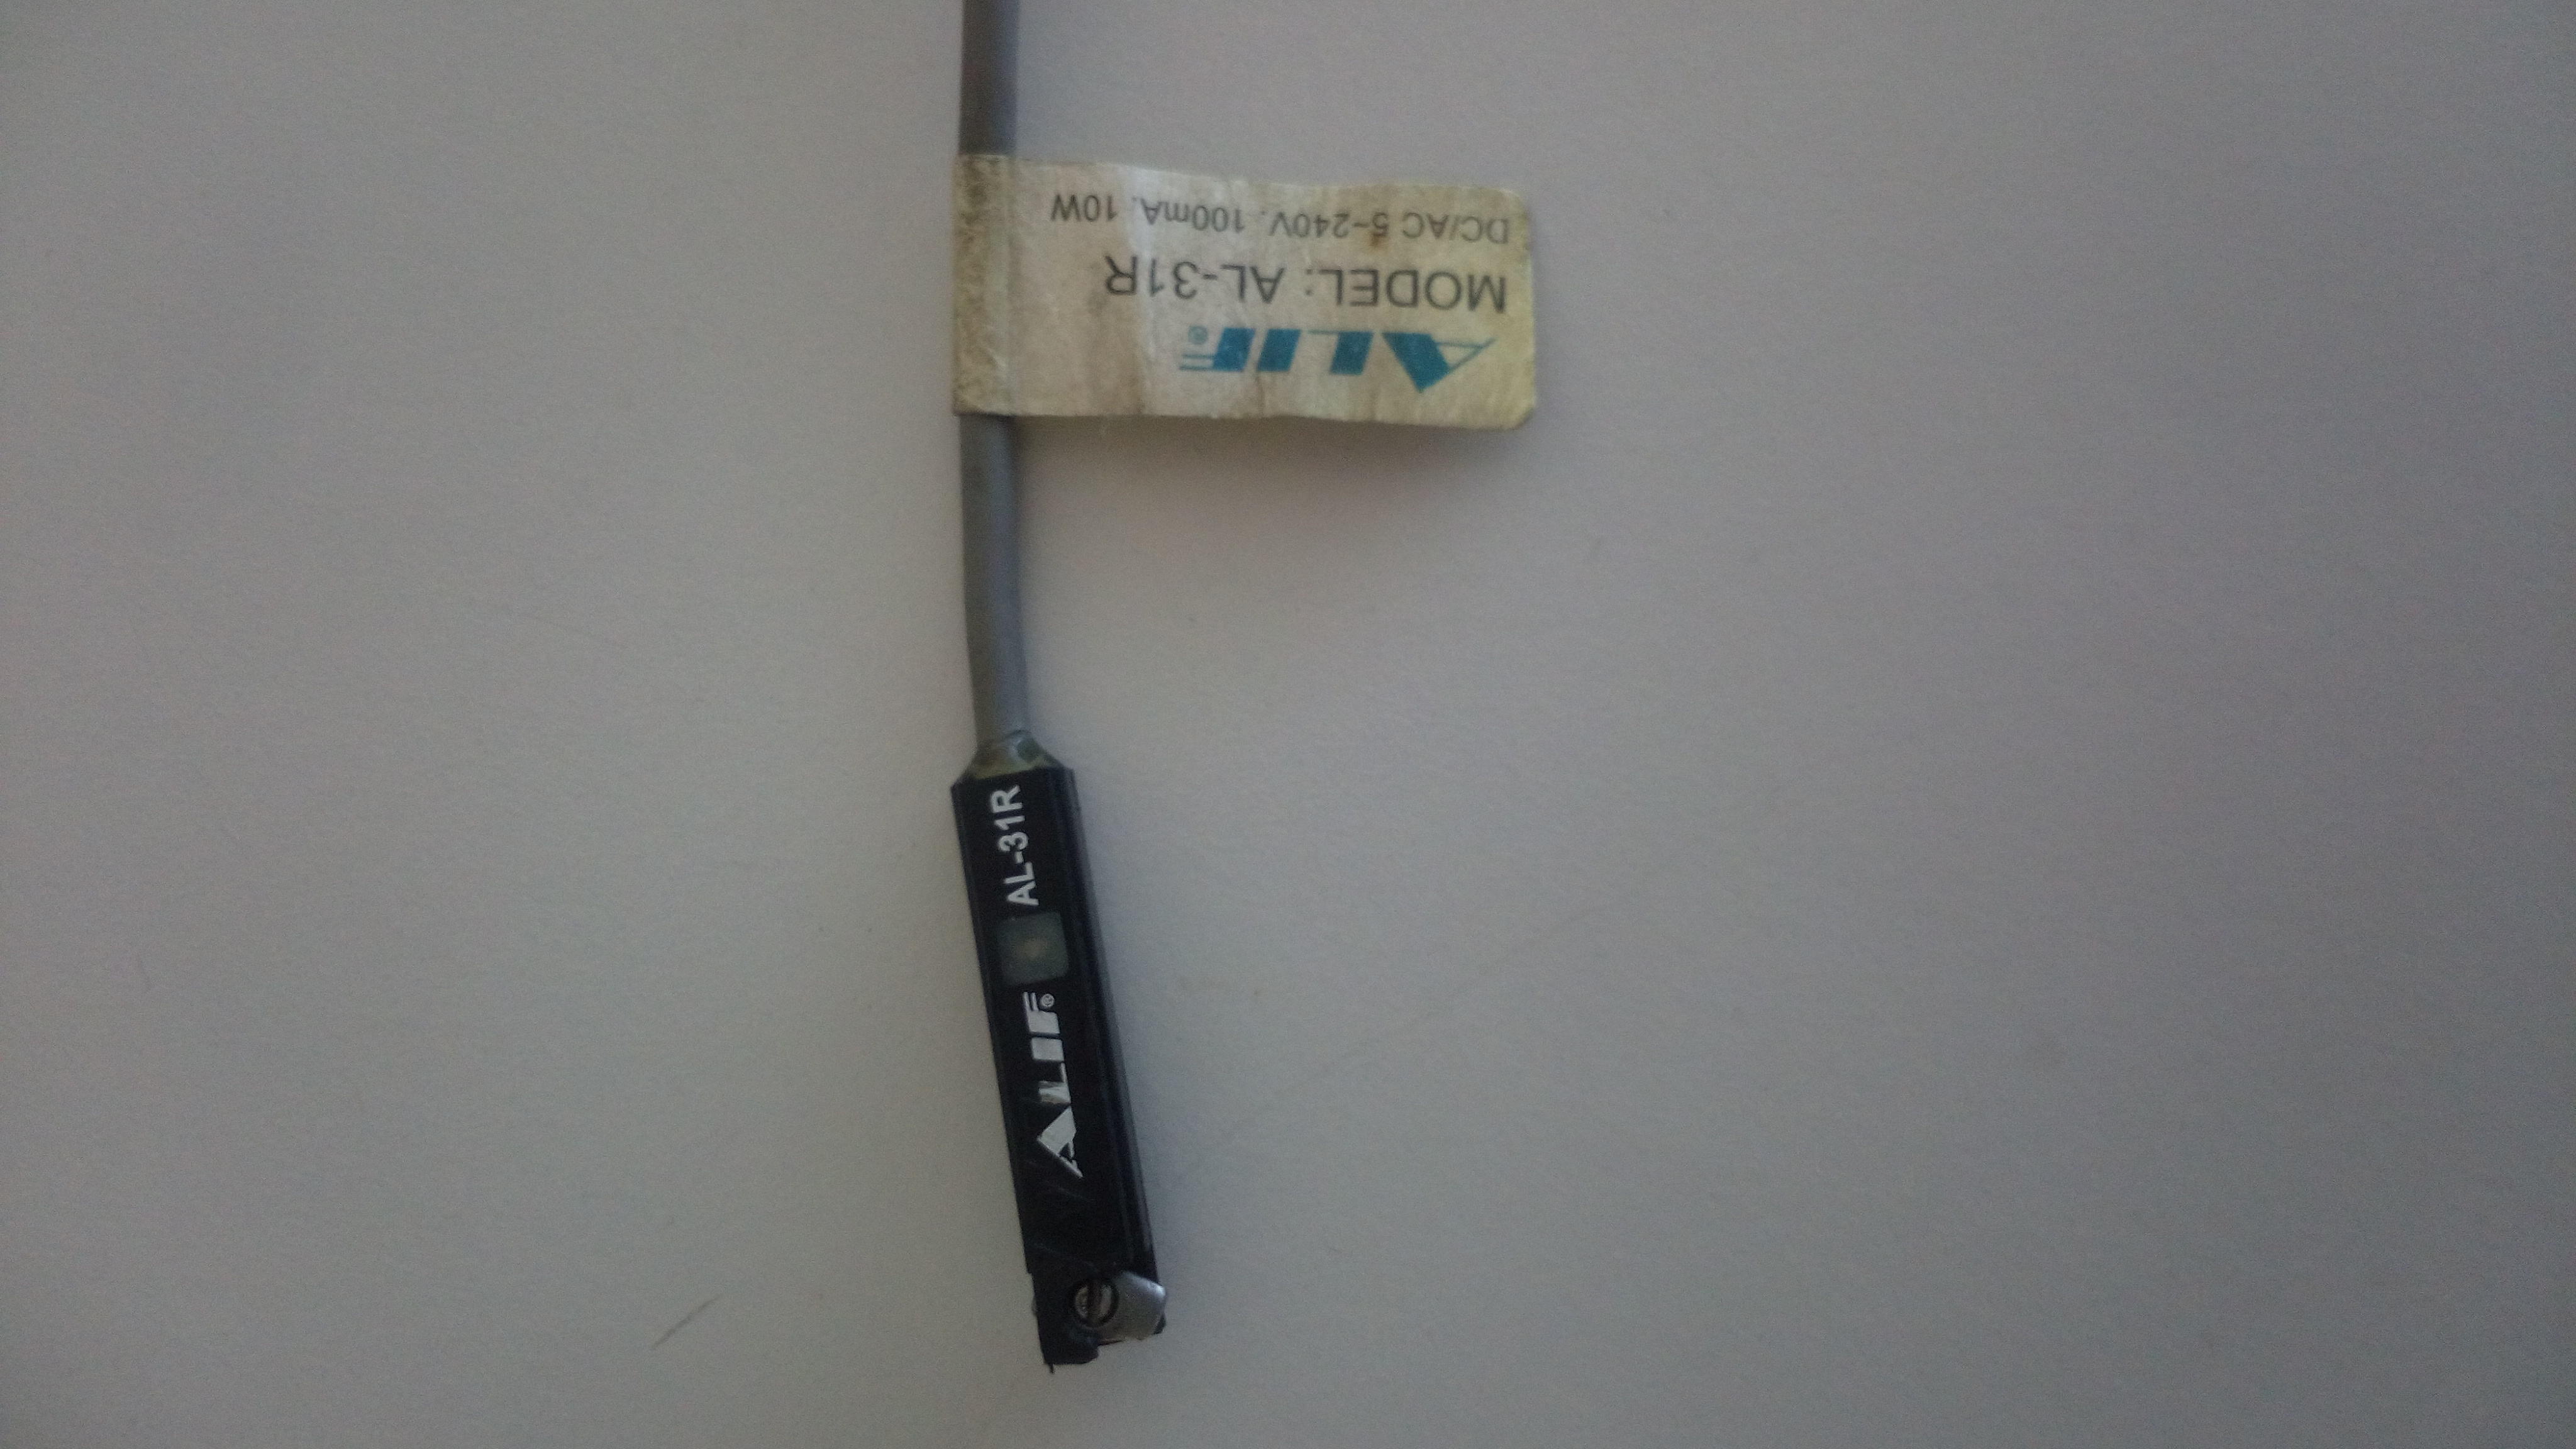 ALIF®
MODEL: AL-31R
DC/AC 5~240V. 100mA. 10W
ALIF® AL-31R